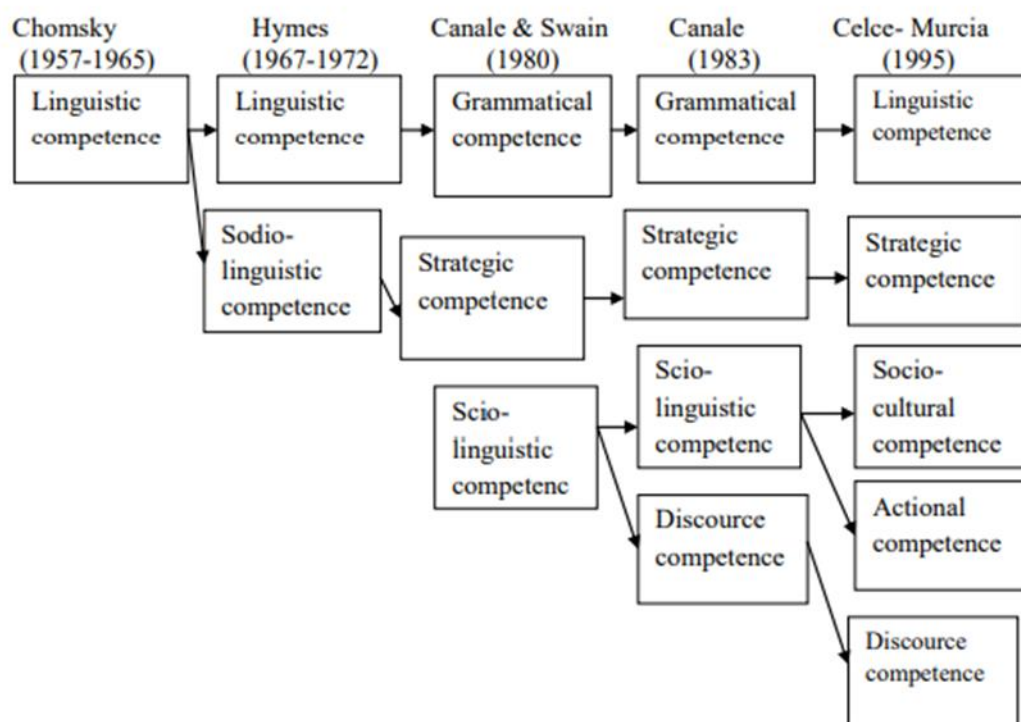 Chomsky
(1957-1965)
Linguistic
competence
Hymes
(1967-1972)
Linguistic
competence
Sodio-
linguistic
competence
Canale & Swain
(1980)
Grammatical
competence
Strategic
competence
Scio-
linguistic
competenc
Canale
(1983)
Grammatical
competence
Strategic
competence
Scio-
linguistic
competenc
Discource
competence
Celce- Murcia
(1995)
Linguistic
competence
Strategic
competence
Socio-
cultural
competence
Actional
competence
Discource
competence